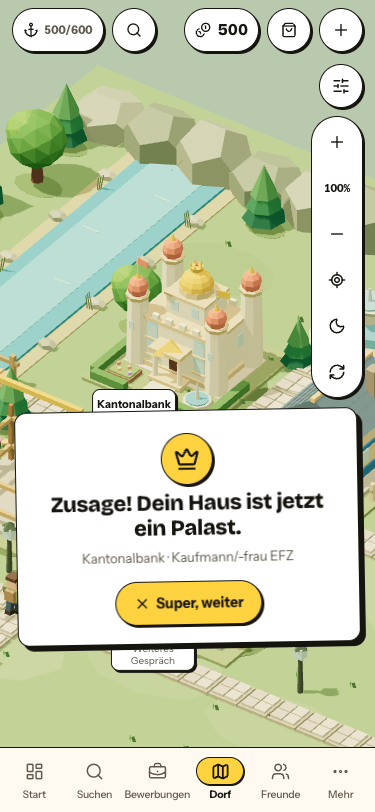 500/600
500
100%
Kantonalbank
Zusage! Dein Haus ist jetzt
ein Palast.
Kantonalbank · Kaufmann/-frau EFZ
Super, weiter
Weiteres
Gespräch
Start
Suchen
Bewerbungen
Dorf
Freunde
Mehr